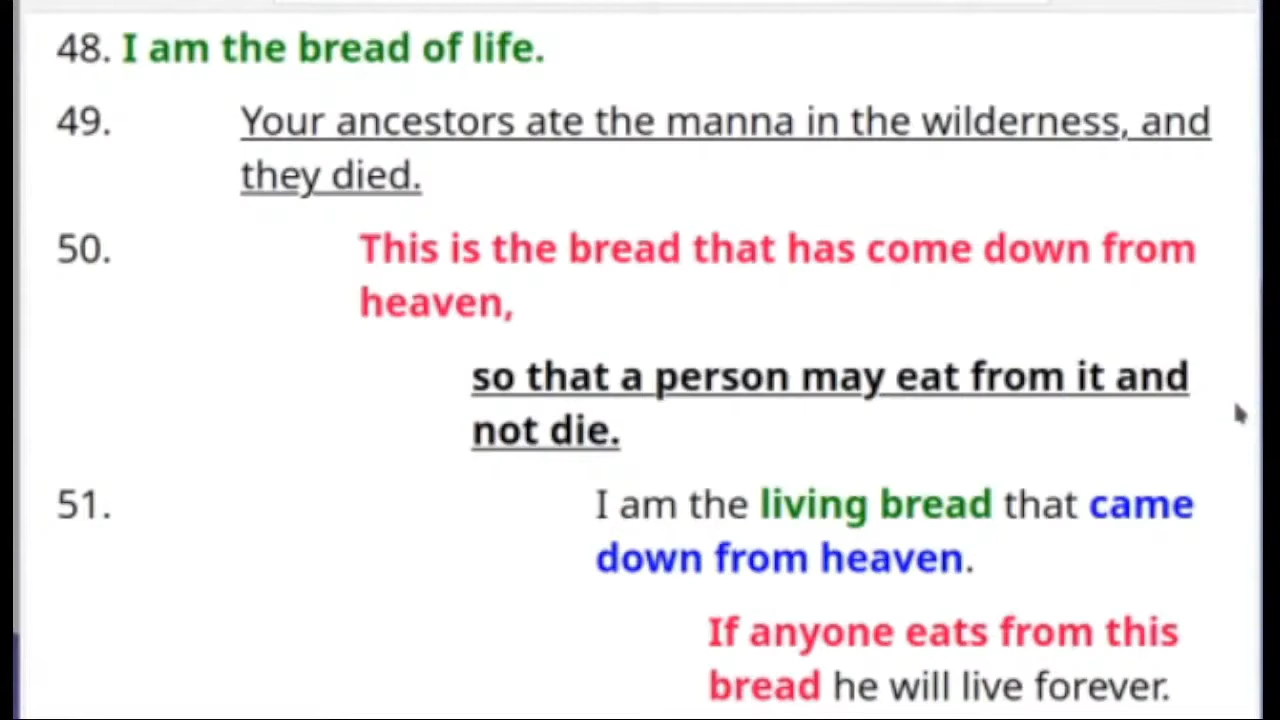 48. I am the bread of life.
49. Your ancestors ate the manna in the wilderness, and
they died.
50. This is the bread that has come down from
heaven,
so that a person may eat from it and
not die.
51. I am the living bread that came
down from heaven.
If anyone eats from this
bread he will live forever.